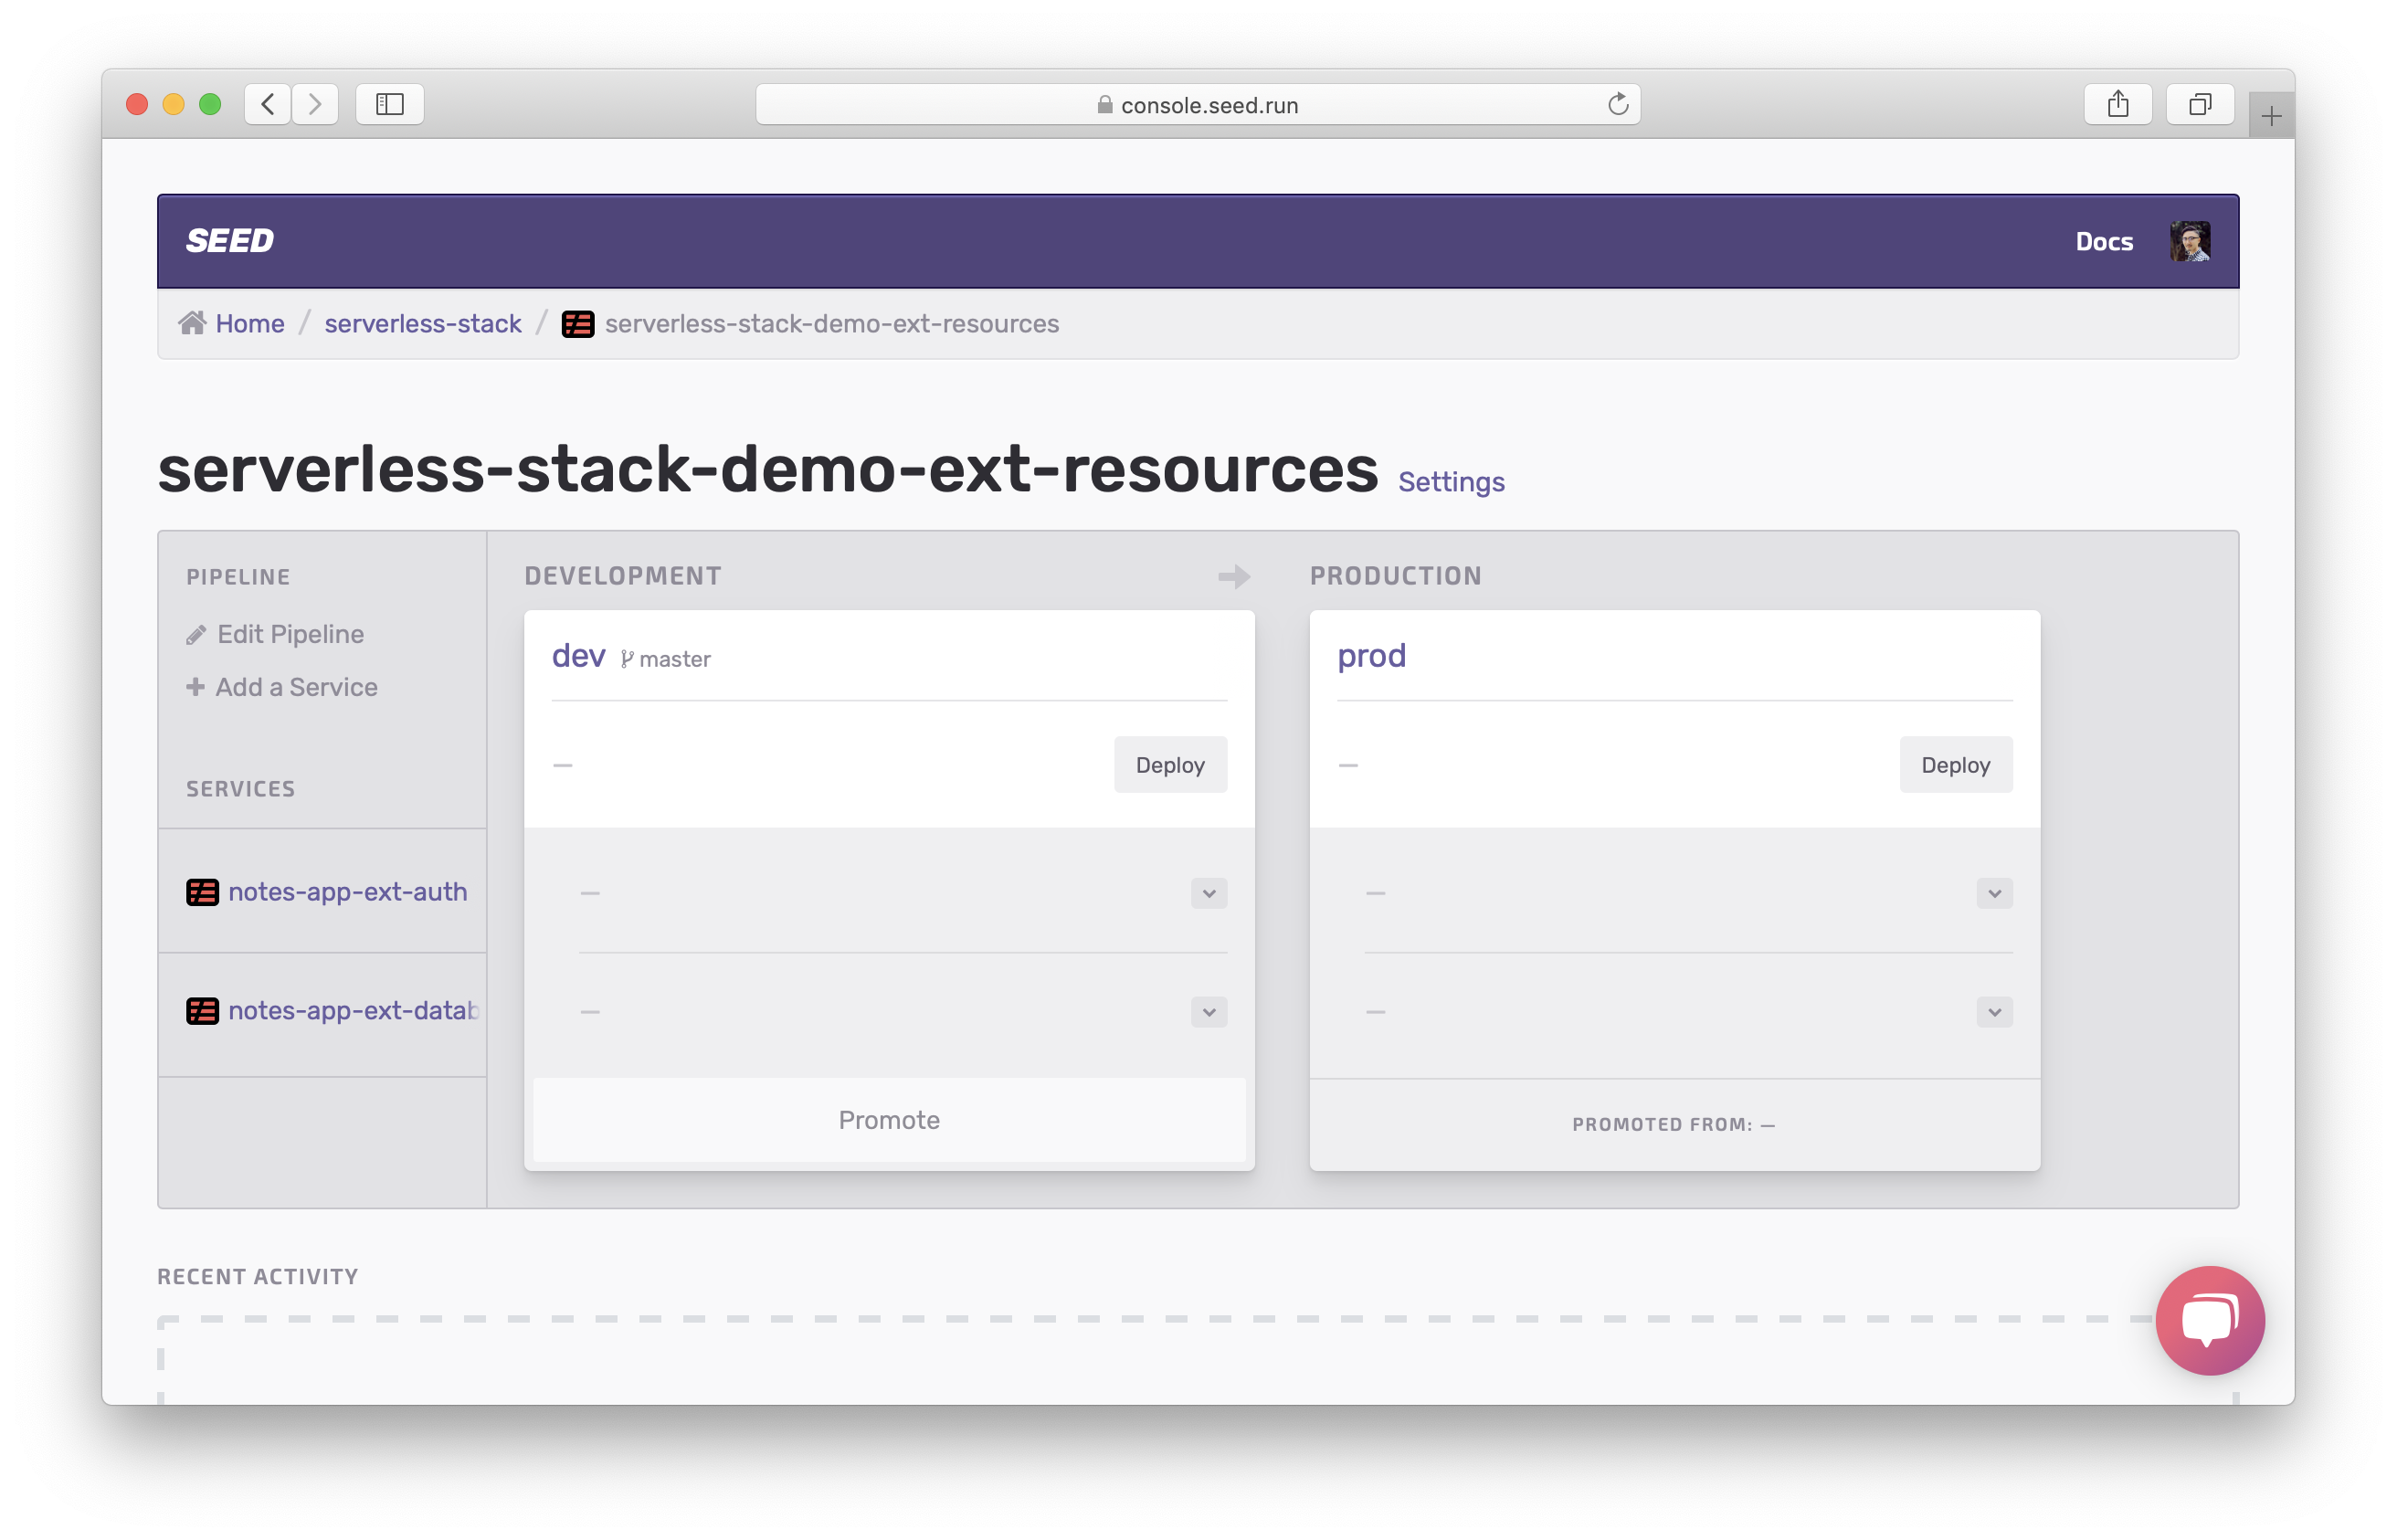 console.seed.run
SEED
Docs
Home / serverless-stack / serverless-stack-demo-ext-resources
serverless-stack-demo-ext-resources Settings
PIPELINE
Edit Pipeline
Add a Service
SERVICES
notes-app-ext-auth
notes-app-ext-datab
DEVELOPMENT
dev master
— Deploy
—
—
Promote
PRODUCTION
prod
— Deploy
—
—
PROMOTED FROM: —
RECENT ACTIVITY